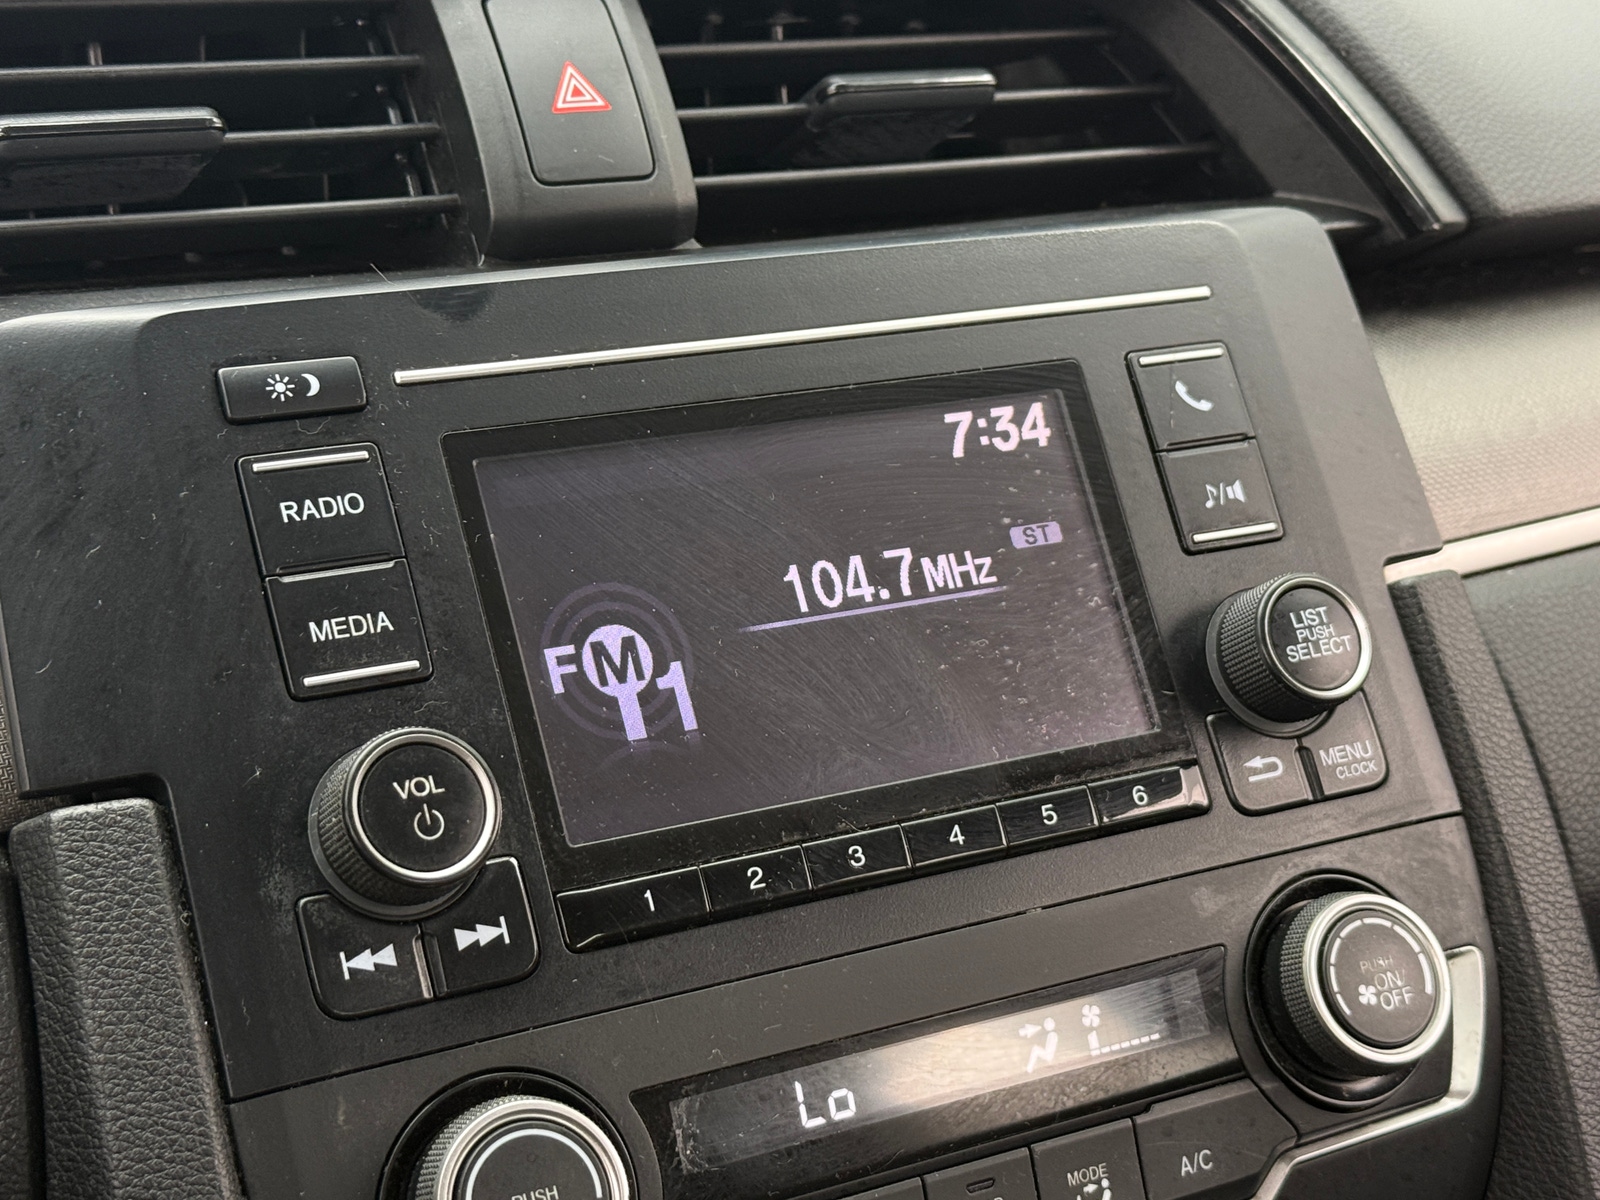 7:34
RADIO
ST
104.7 MHz
MEDIA
FM 1
LIST
PUSH
SELECT
VOL
MENU
CLOCK
1 2 3 4 5 6
PUSH
ON/
OFF
Lo
PUSH
MODE
A/C